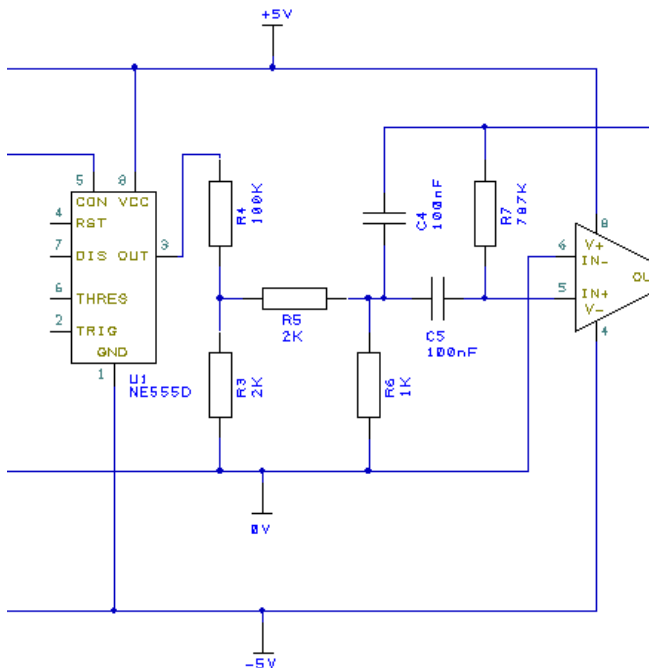 +5V
5
8
CON VCC
4
RST
7
DIS OUT
3
6
THRES
2
TRIG
GND
1
U1
NE555D
R4
100K
R5
2K
R3
2K
R6
1K
C4
100nF
C5
100nF
R7
787K
8
6
V+
IN-
5
IN+
V-
4
OU
0V
-5V